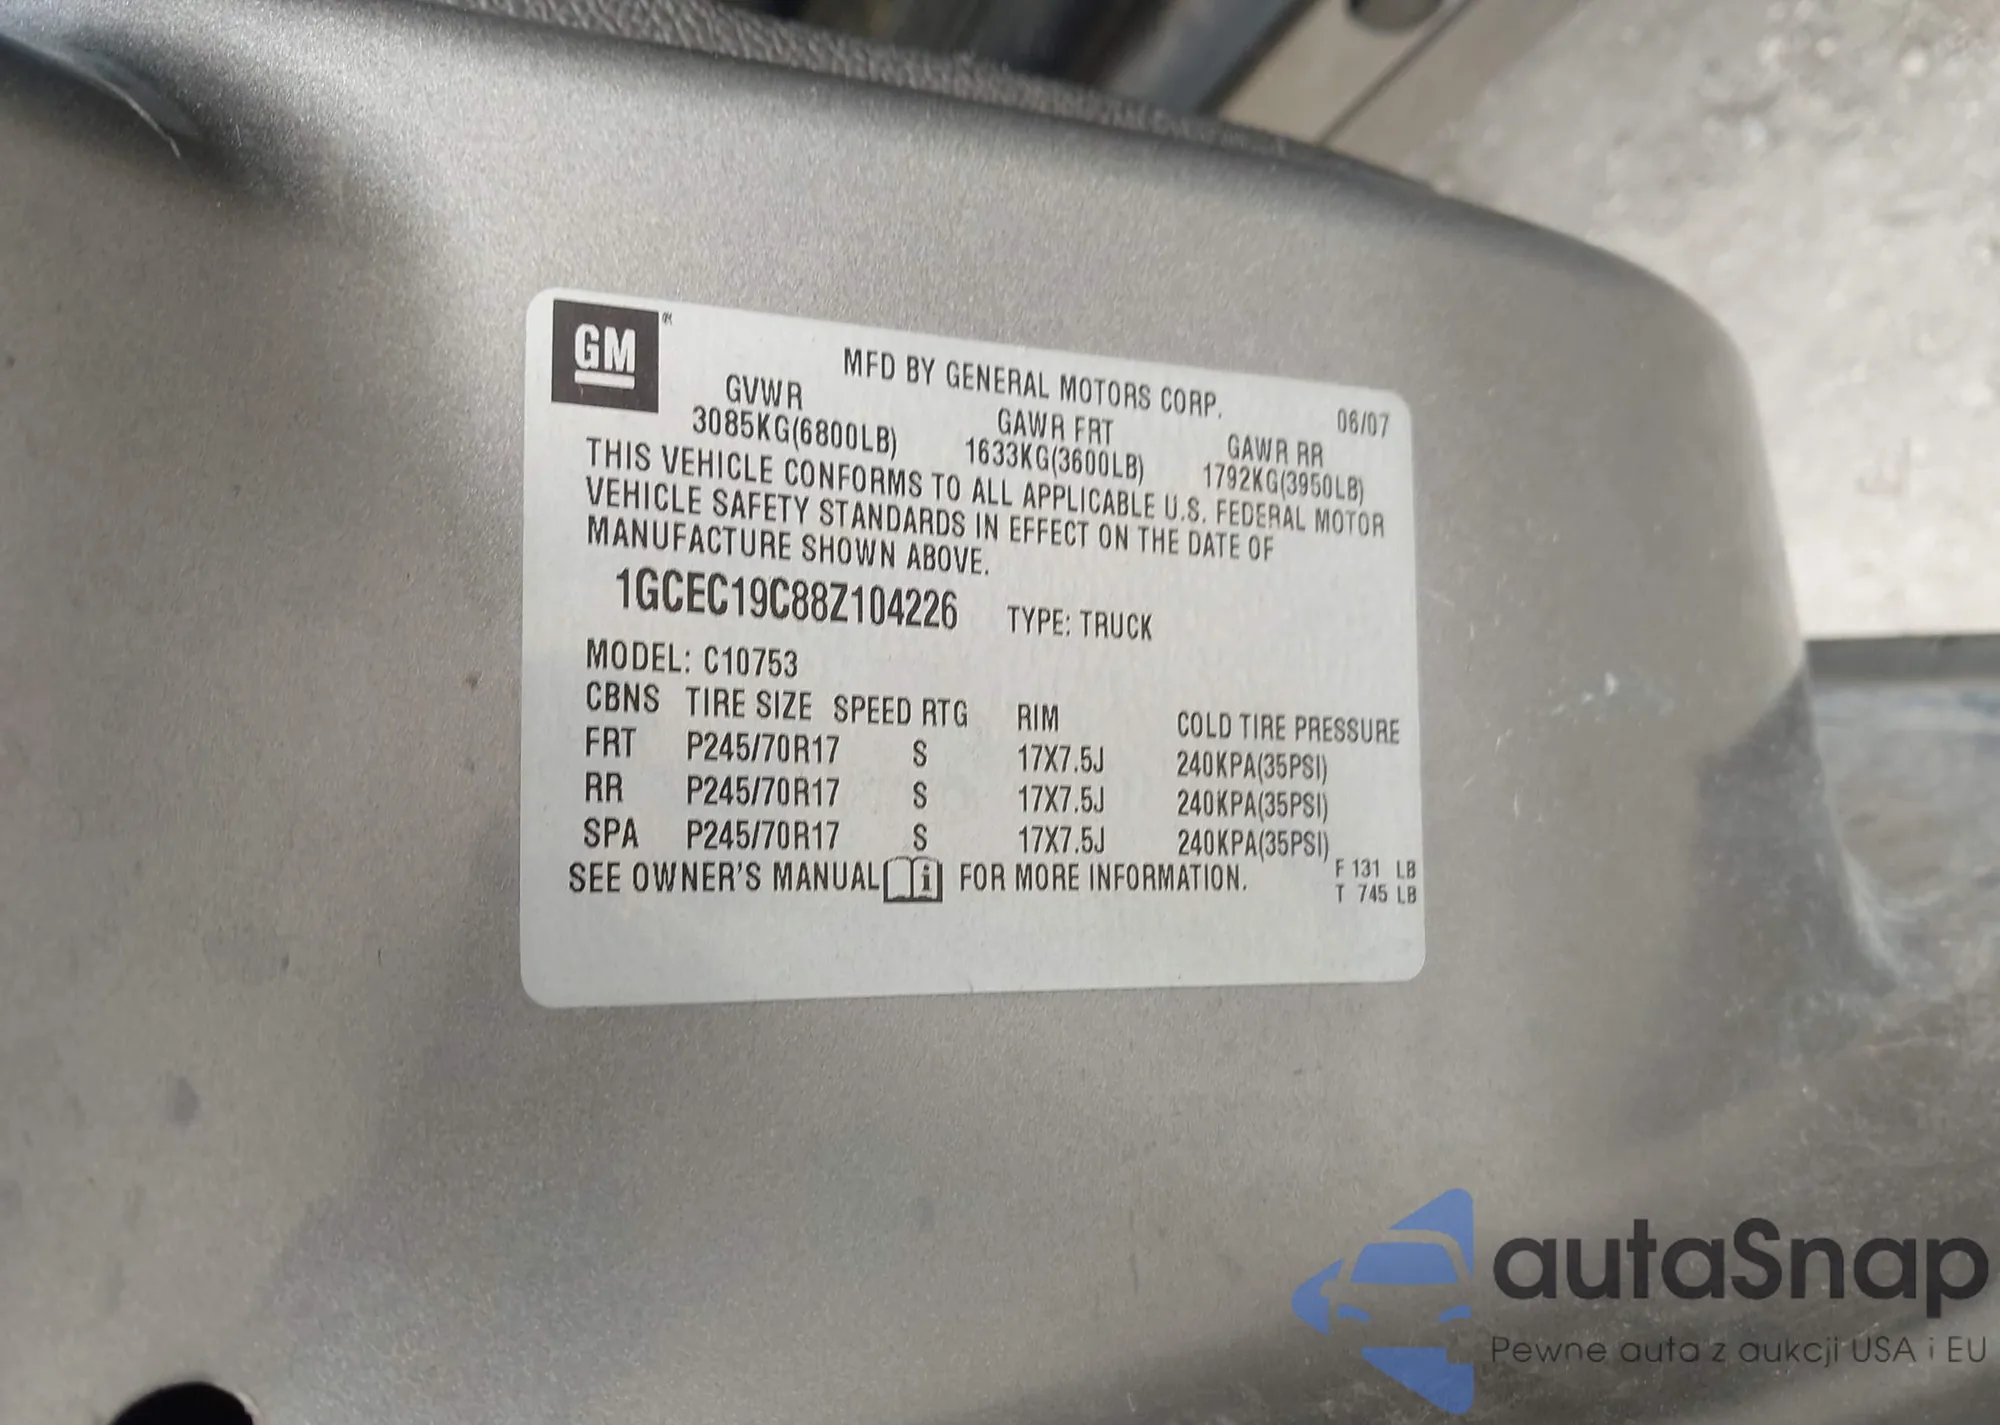 GM
MFD BY GENERAL MOTORS CORP. 06/07
GVWR GAWR FRT GAWR RR
3085KG(6800LB) 1633KG(3600LB) 1792KG(3950LB)
THIS VEHICLE CONFORMS TO ALL APPLICABLE U.S. FEDERAL MOTOR
VEHICLE SAFETY STANDARDS IN EFFECT ON THE DATE OF
MANUFACTURE SHOWN ABOVE.
1GCEC19C88Z104226 TYPE: TRUCK
MODEL: C10753
CBNS TIRE SIZE SPEED RTG RIM COLD TIRE PRESSURE
FRT P245/70R17 S 17X7.5J 240KPA(35PSI)
RR P245/70R17 S 17X7.5J 240KPA(35PSI)
SPA P245/70R17 S 17X7.5J 240KPA(35PSI)
SEE OWNER'S MANUAL i FOR MORE INFORMATION.
F 131 LB
T 745 LB
autaSnap
Pewne auta z aukcji USA i EU